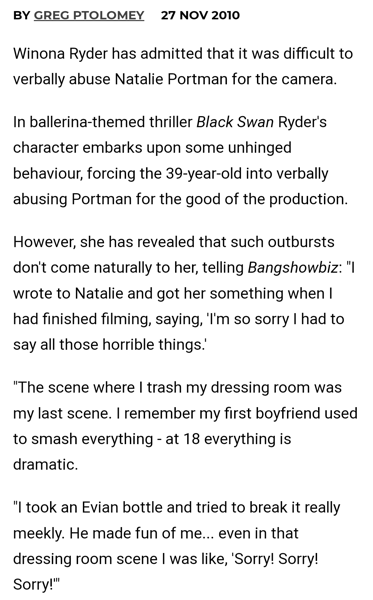 BY GREG PTOLOMEY 27 NOV 2010
Winona Ryder has admitted that it was difficult to
verbally abuse Natalie Portman for the camera.
In ballerina-themed thriller Black Swan Ryder's
character embarks upon some unhinged
behaviour, forcing the 39-year-old into verbally
abusing Portman for the good of the production.
However, she has revealed that such outbursts
don't come naturally to her, telling Bangshowbiz: "I
wrote to Natalie and got her something when I
had finished filming, saying, 'I'm so sorry I had to
say all those horrible things.'
"The scene where I trash my dressing room was
my last scene. I remember my first boyfriend used
to smash everything - at 18 everything is
dramatic.
"I took an Evian bottle and tried to break it really
meekly. He made fun of me... even in that
dressing room scene I was like, 'Sorry! Sorry!
Sorry!'"